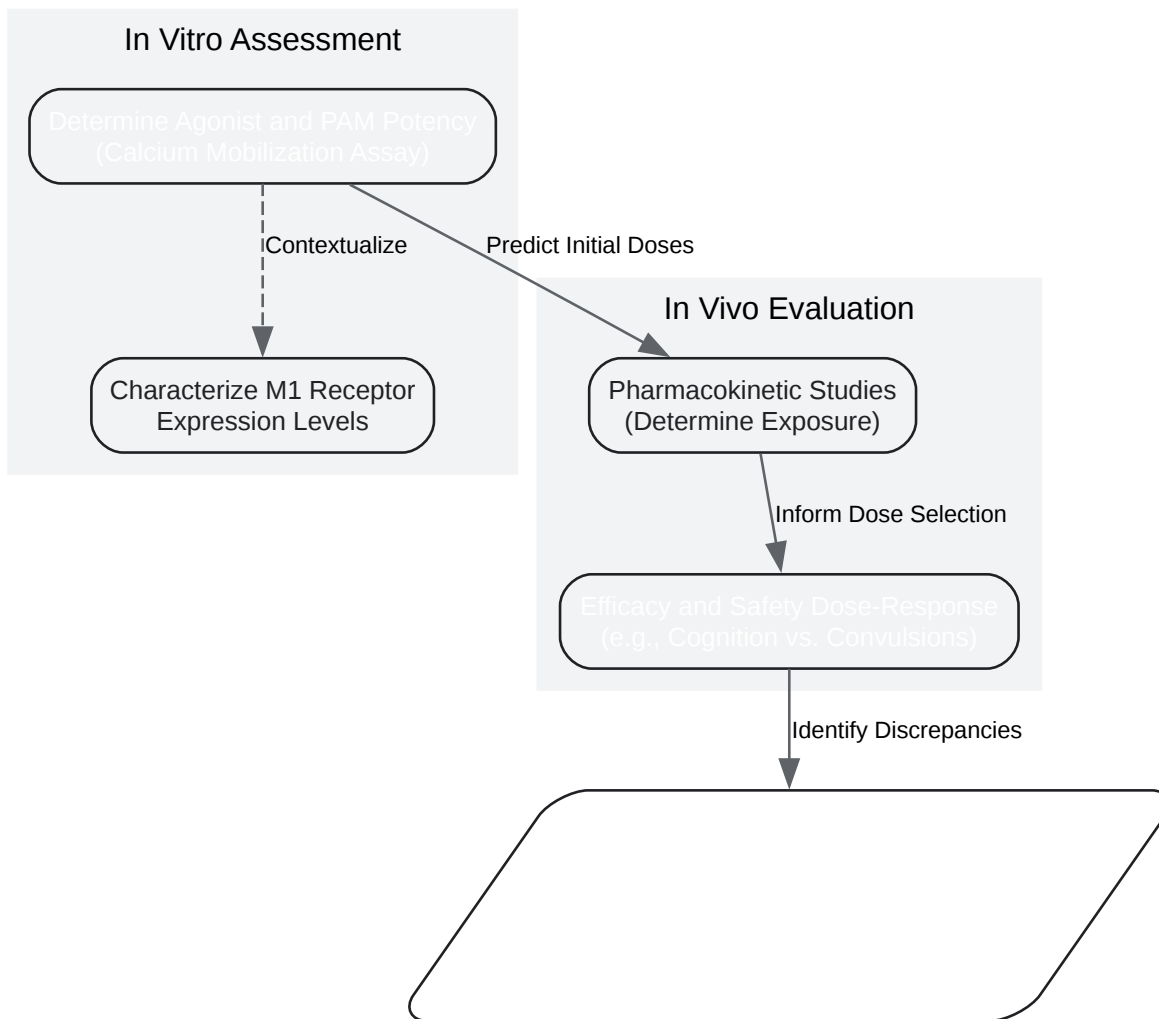 In Vitro Assessment
Determine Agonist and PAM Potency
(Calcium Mobilization Assay)
Contextualize
Predict Initial Doses
In Vivo Evaluation
Characterize M1 Receptor
Expression Levels
Pharmacokinetic Studies
(Determine Exposure)
Inform Dose Selection
Efficacy and Safety Dose-Response
(e.g., Cognition vs. Convulsions)
Identify Discrepancies